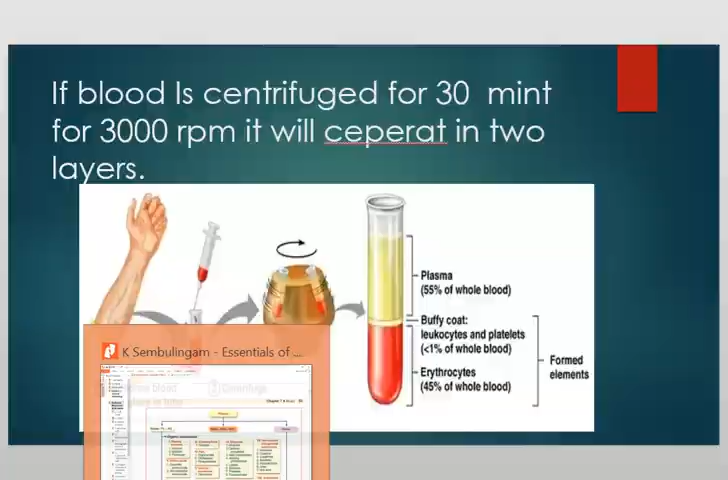 If blood Is centrifuged for 30 mint
for 3000 rpm it will ceperat in two
layers.
Plasma
(55% of whole blood)
Buffy coat:
leukocytes and platelets
(<1% of whole blood)
Formed
elements
Erythrocytes
(45% of whole blood)
K Sembulingam - Essentials of ...